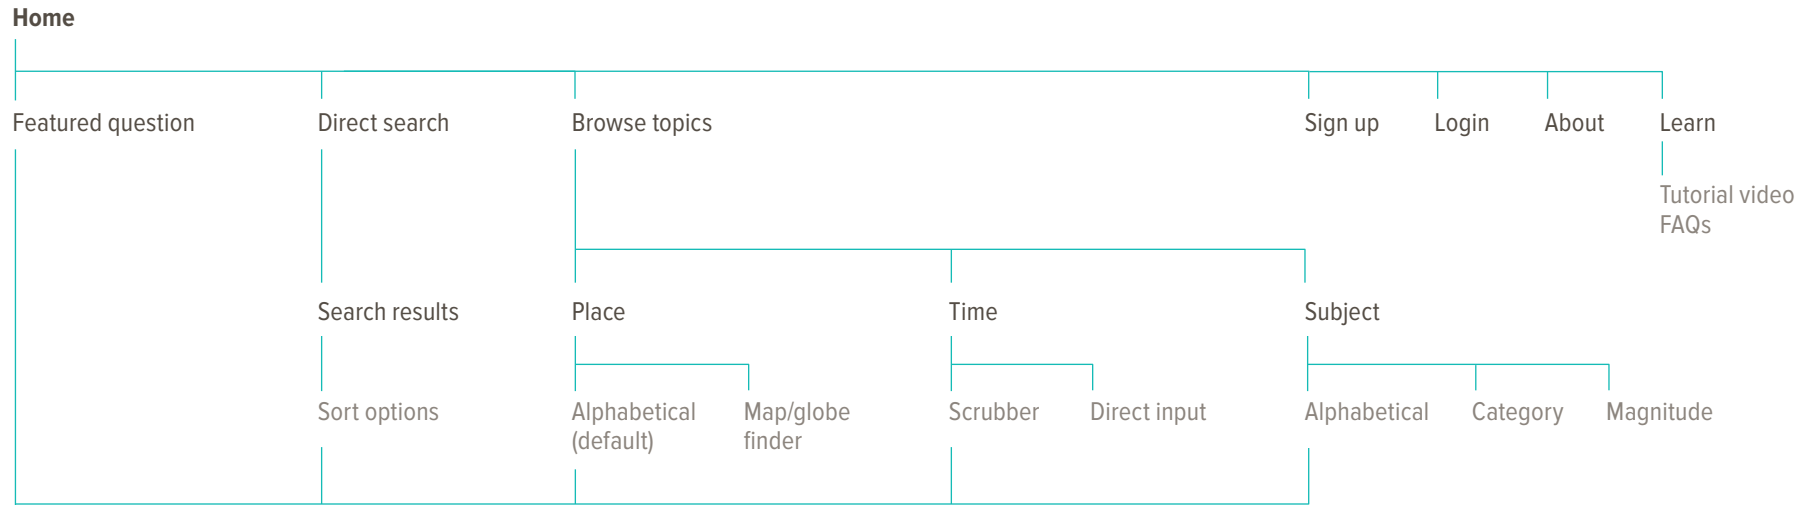 Home
Featured question
Direct search
Browse topics
Sign up
Login
About
Learn
Tutorial video
FAQs
Search results
Place
Time
Subject
Sort options
Alphabetical
(default)
Map/globe
finder
Scrubber
Direct input
Alphabetical
Category
Magnitude